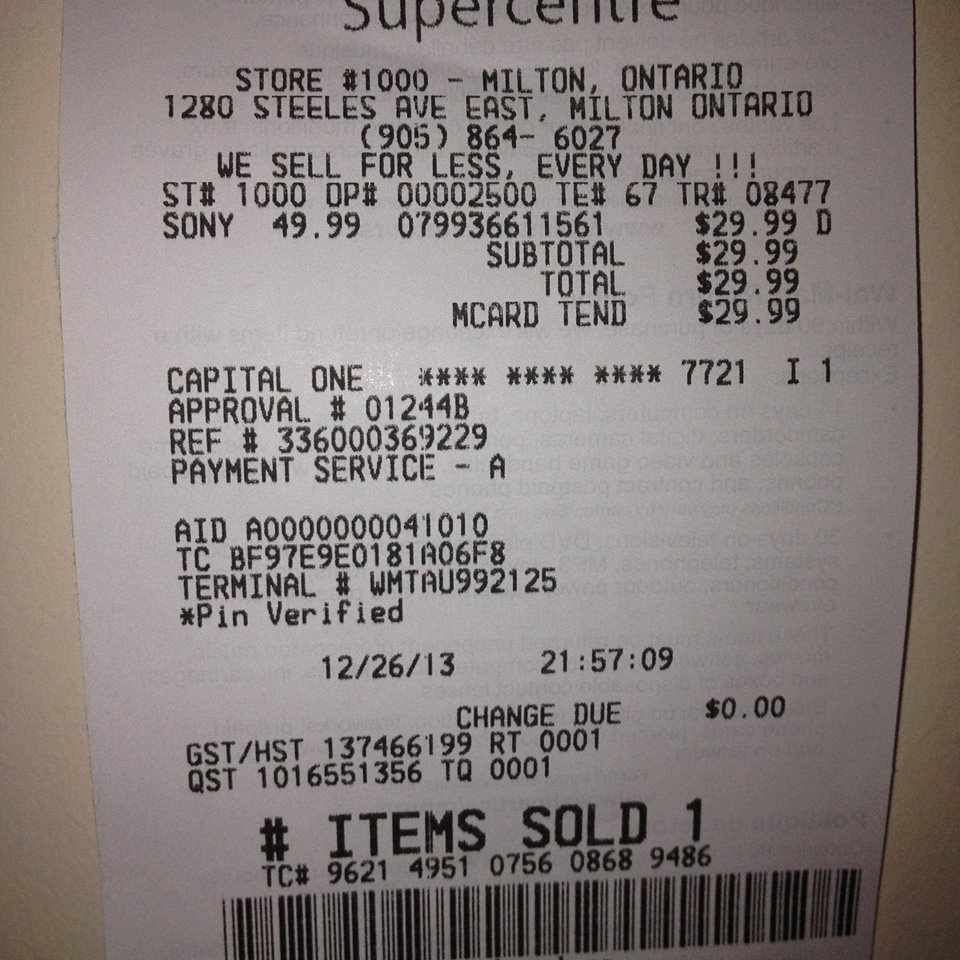 Supercentre
STORE #1000 - MILTON, ONTARIO
1280 STEELES AVE EAST, MILTON ONTARIO
(905) 864- 6027
WE SELL FOR LESS, EVERY DAY !!!
ST# 1000 OP# 00002500 TE# 67 TR# 08477
SONY 49.99 079936611561 $29.99 D
SUBTOTAL $29.99
TOTAL $29.99
MCARD TEND $29.99
CAPITAL ONE **** **** **** 7721 I 1
APPROVAL # 01244B
REF # 336000369229
PAYMENT SERVICE - A
AID A0000000041010
TC BF97E9E0181A06F8
TERMINAL # WMTAU992125
*Pin Verified
12/26/13 21:57:09
CHANGE DUE $0.00
GST/HST 137466199 RT 0001
QST 1016551356 TQ 0001
# ITEMS SOLD 1
TC# 9621 4951 0756 0868 9486